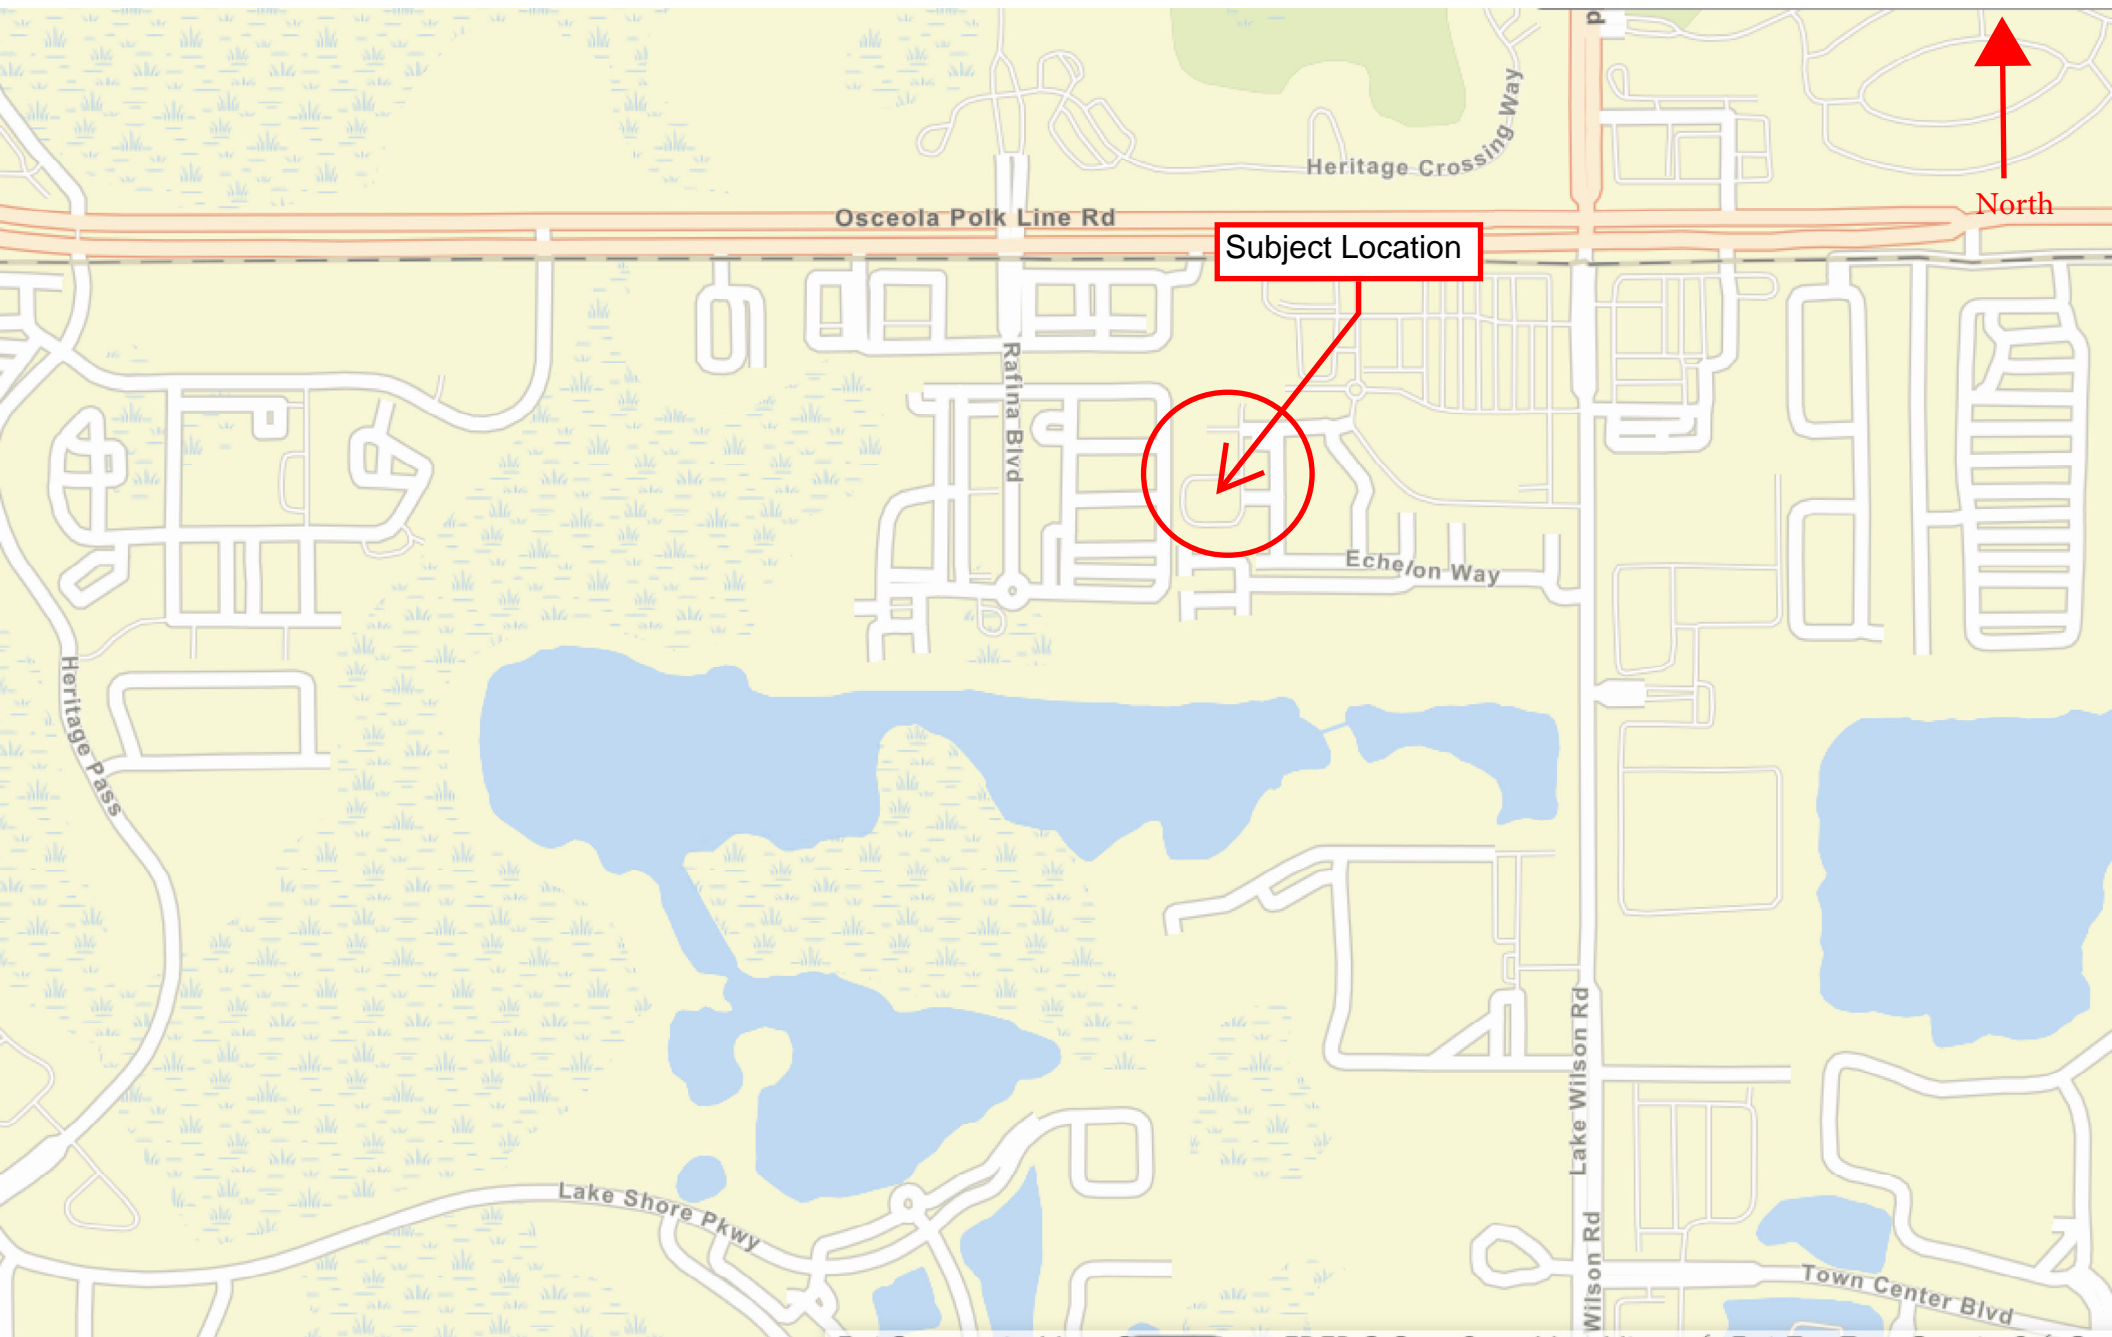 Heritage Crossing Way
North
Osceola Polk Line Rd
Subject Location
Rafina Blvd
Echelon Way
Heritage Pass
Lake Wilson Rd
Lake Shore Pkwy
Wilson Rd
Town Center Blvd